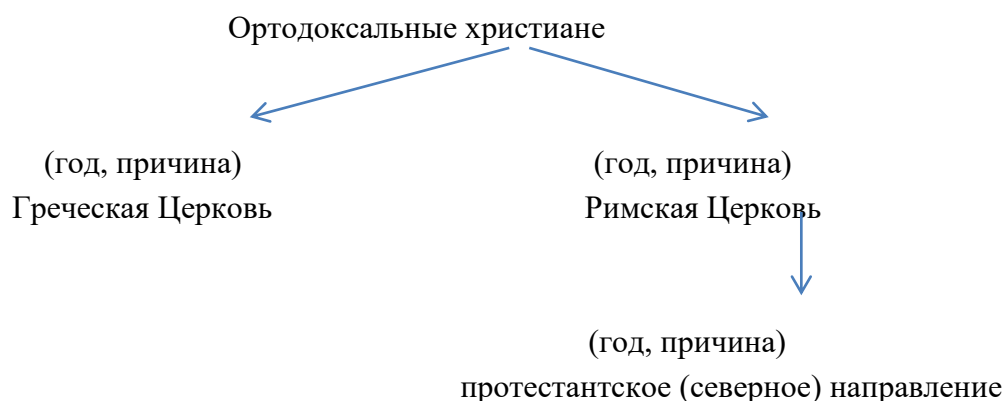 Ортодоксальные христиане
(год, причина) (год, причина)
Греческая Церковь Римская Церковь
(год, причина)
протестантское (северное) направление